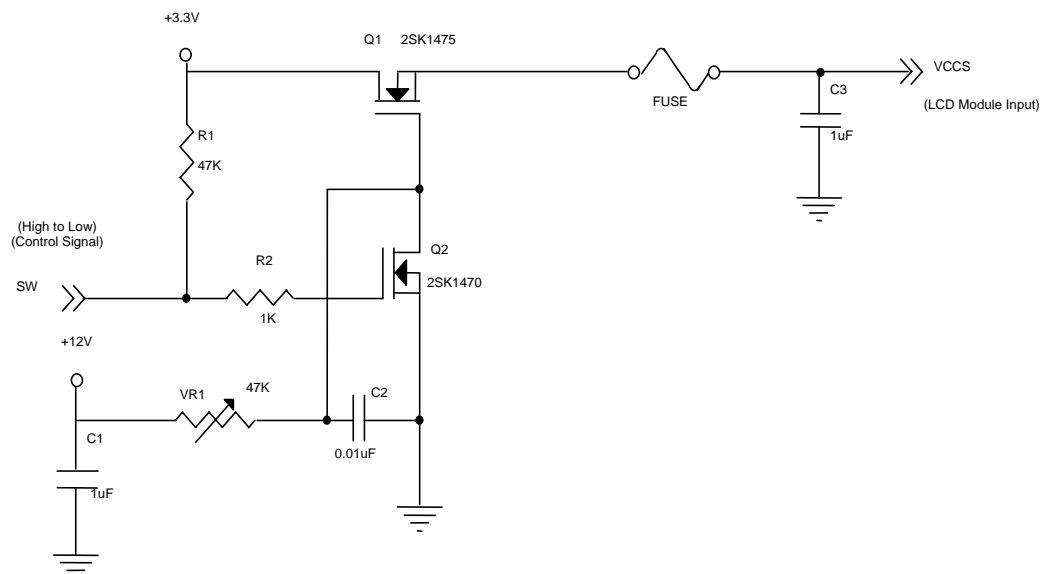 +3.3V
Q1 2SK1475
VCCS
FUSE
C3
(LCD Module Input)
R1
1uF
47K
(High to Low)
(Control Signal)
Q2
R2
SW
2SK1470
1K
+12V
VR1
47K
C2
C1
0.01uF
1uF